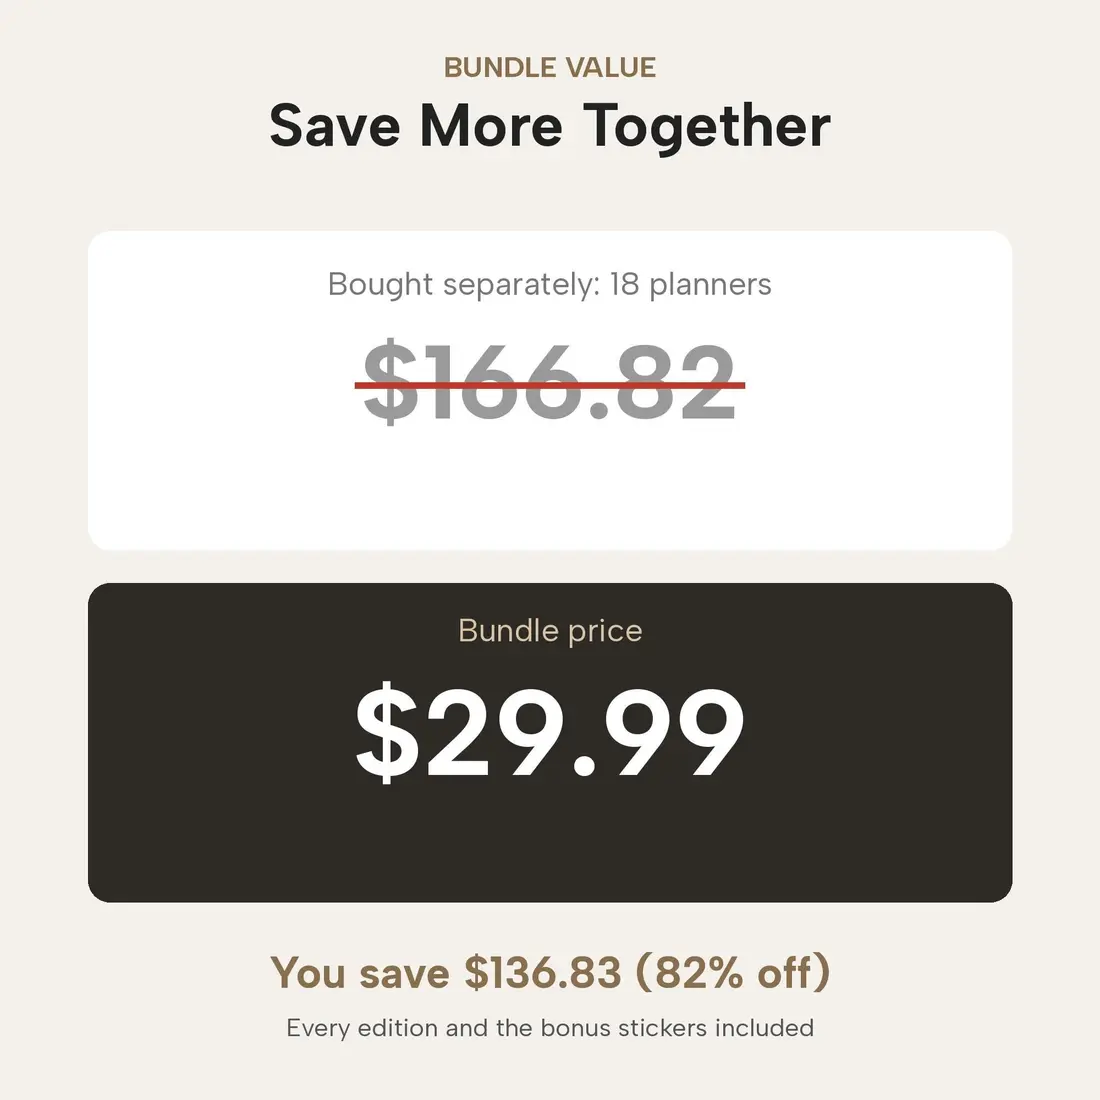 BUNDLE VALUE
Save More Together
Bought separately: 18 planners
$166.82
Bundle price
$29.99
You save $136.83 (82% off)
Every edition and the bonus stickers included